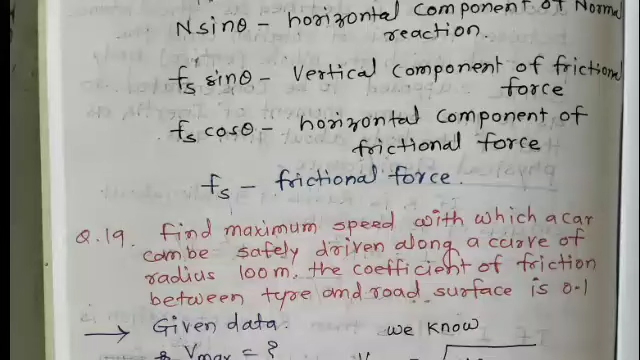 Nsinθ - horizontal component of Normal
reaction.
fs sinθ - Vertical component of frictional
force
fs cosθ - horizontal component of
frictional force
fs - frictional force.
Q.19. find maximum speed with which a car
can be safely driven along a curve of
radius 100m. the coefficient of friction
between tyre and road surface is 0.1
→ Given data. we know
Vmax = ?